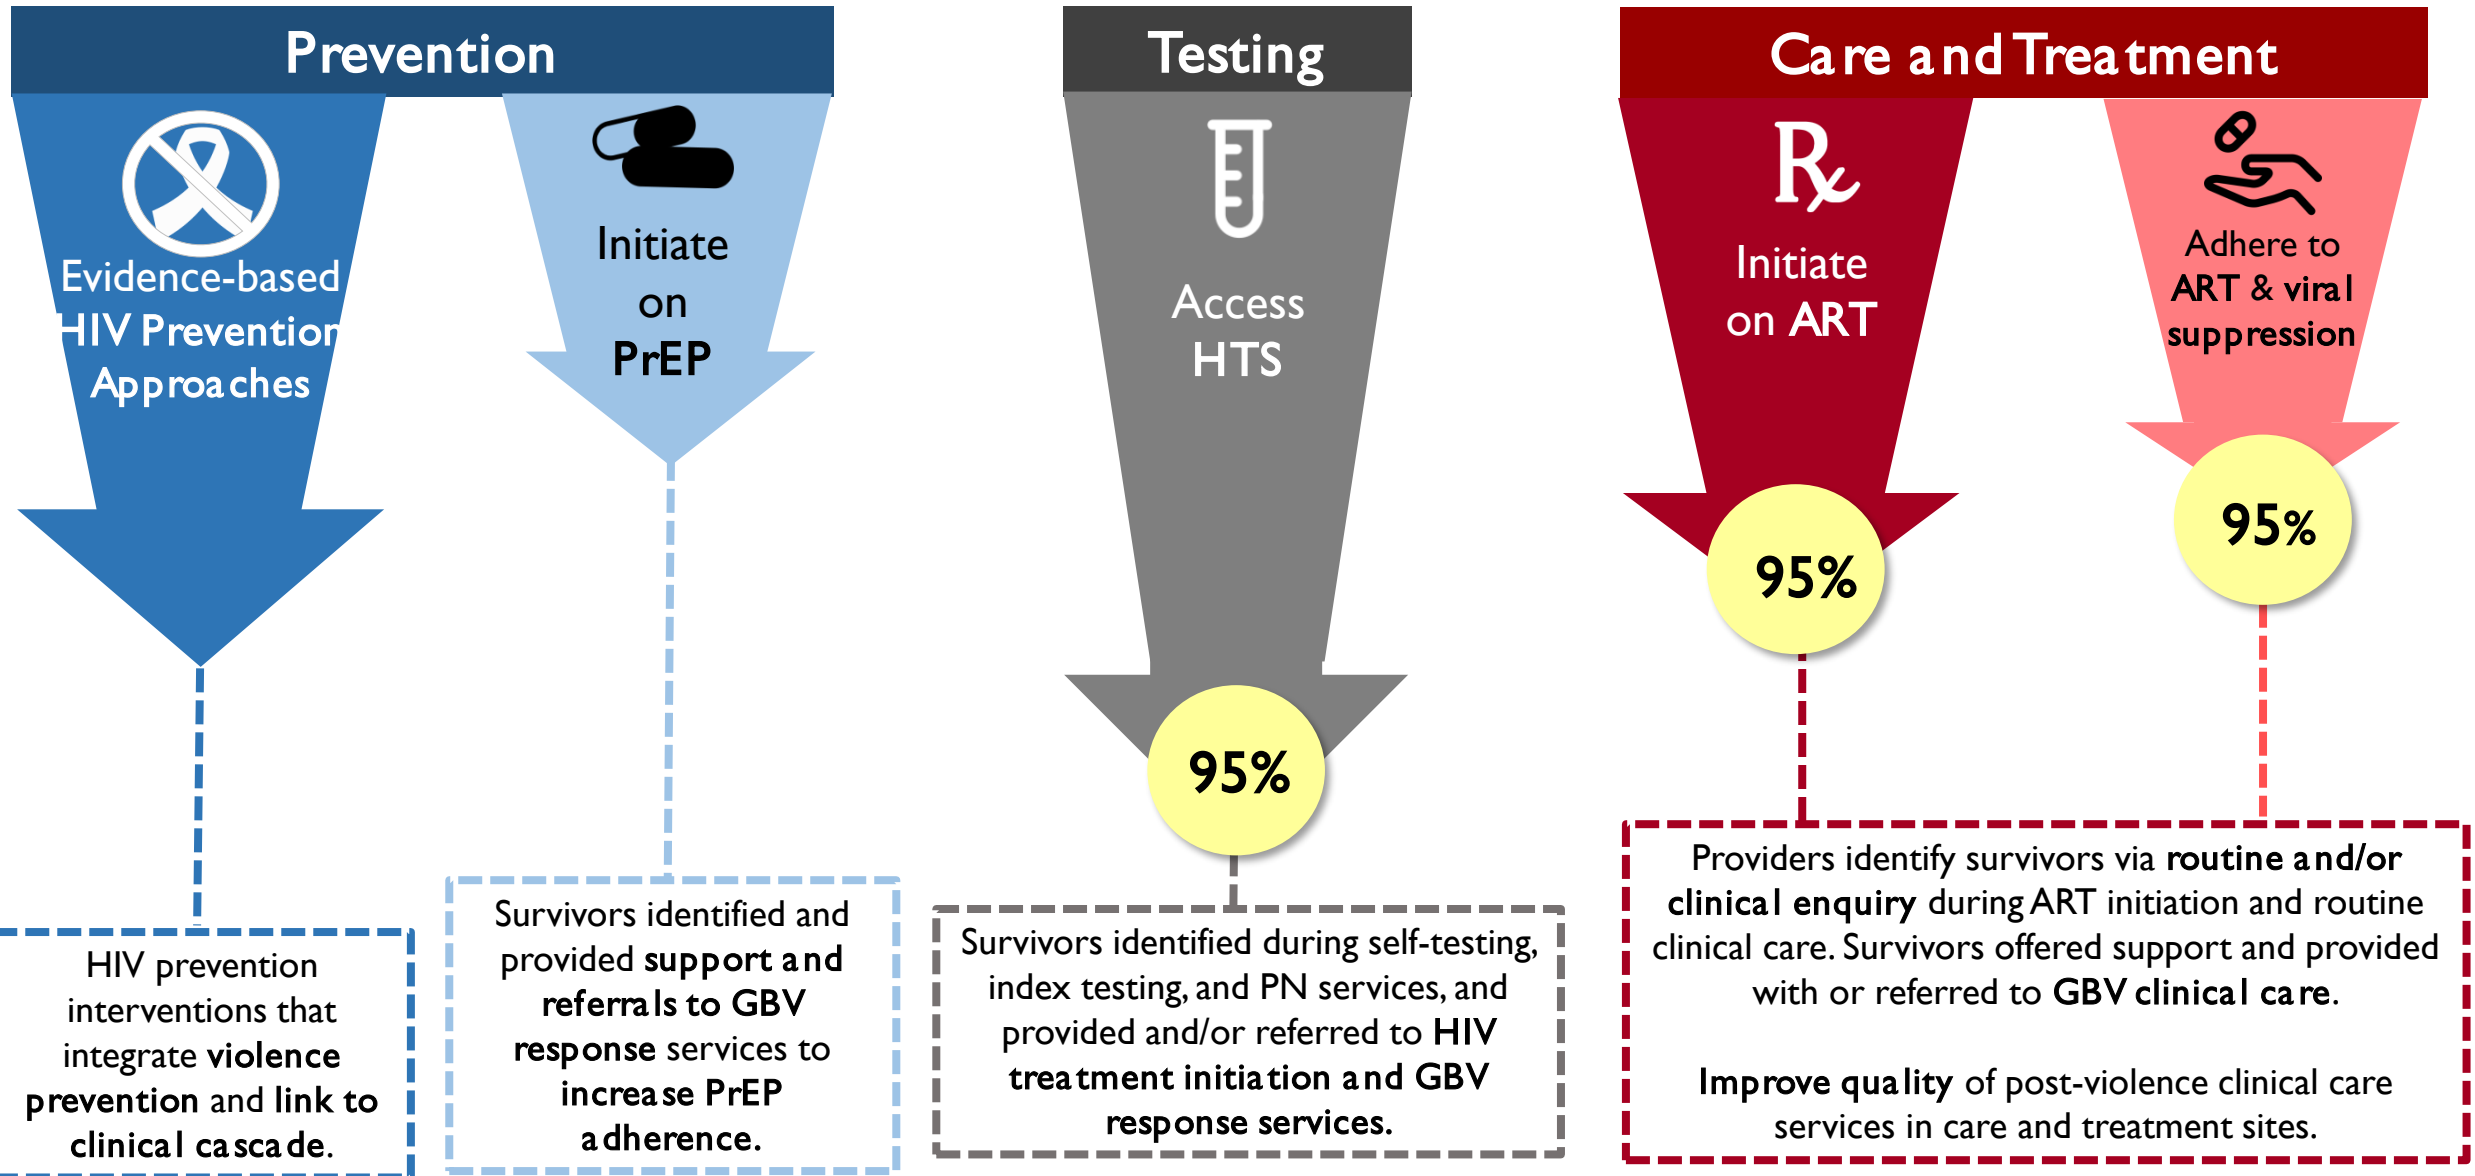 Prevention
Evidence-based
HIV Prevention
Approaches
Initiate
on
PrEP
HIV prevention
interventions that
integrate violence
prevention and link to
clinical cascade.
Survivors identified and
provided support and
referrals to GBV
response services to
increase PrEP
adherence.
Testing
Access
HTS
95%
Survivors identified during self-testing,
index testing, and PN services, and
provided and/or referred to HIV
treatment initiation and GBV
response services.
Care and Treatment
Rx
Initiate
on ART
95%
Adhere to
ART & viral
suppression
95%
Providers identify survivors via routine and/or
clinical enquiry during ART initiation and routine
clinical care. Survivors offered support and provided
with or referred to GBV clinical care.
Improve quality of post-violence clinical care
services in care and treatment sites.